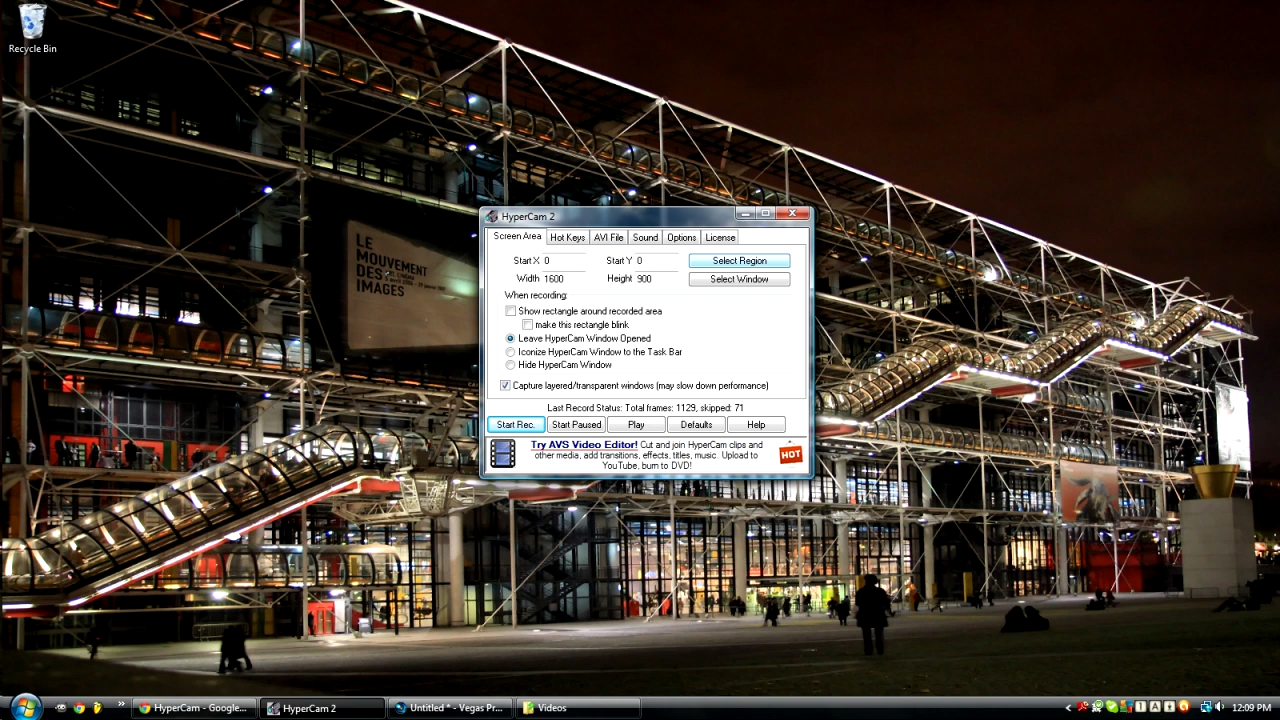 Recycle Bin
LE
MOUVEMENT
DES
IMAGES
HyperCam 2
Screen Area Hot Keys AVI File Sound Options License
Start X 0 Start Y 0 Select Region
Width 1600 Height 900 Select Window
When recording:
Show rectangle around recorded area
make this rectangle blink
Leave HyperCam Window Opened
Iconize HyperCam Window to the Task Bar
Hide HyperCam Window
Capture layered/transparent windows (may slow down performance)
Last Record Status: Total frames: 1129, skipped: 71
Start Rec. Start Paused Play Defaults Help
Try AVS Video Editor! Cut and join HyperCam clips and
other media, add transitions, effects, titles, music. Upload to
YouTube, burn to DVD!
HOT
HyperCam - Google... HyperCam 2 Untitled * - Vegas Pr... Videos 12:09 PM